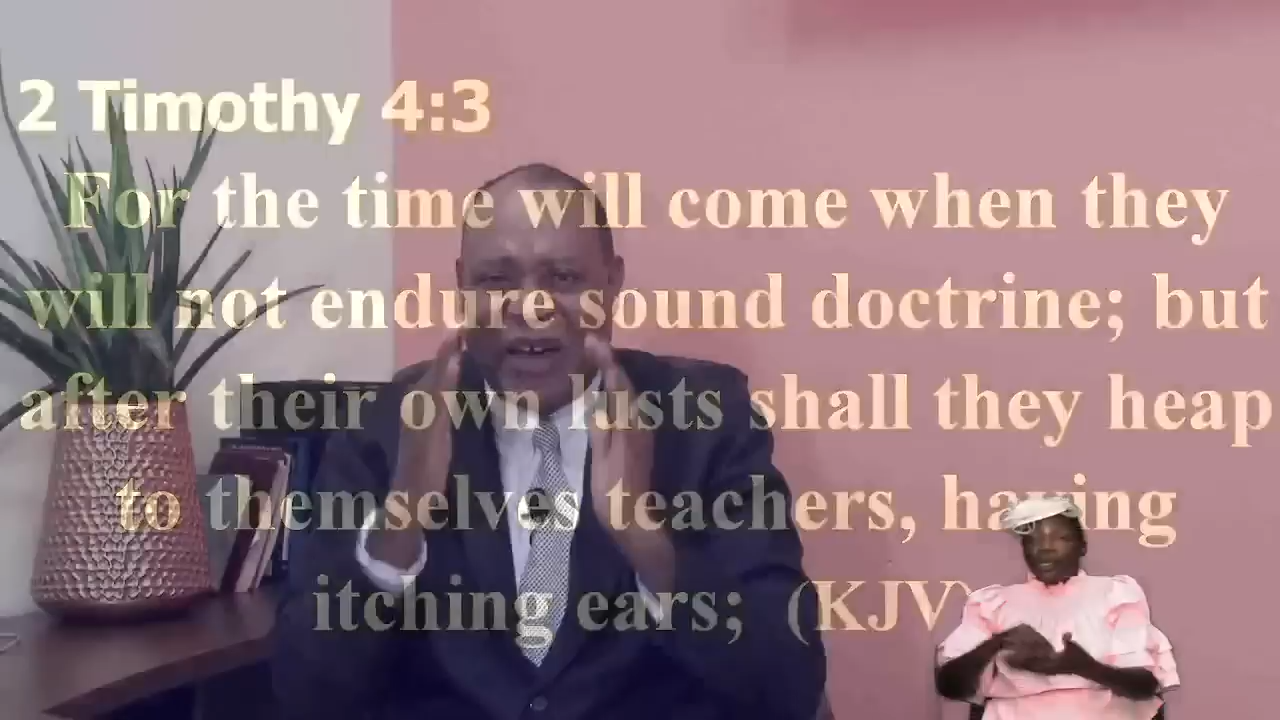 2 Timothy 4:3
For the time will come when they
will not endure sound doctrine; but
after their own lusts shall they heap
to themselves teachers, having
itching ears; (KJV)